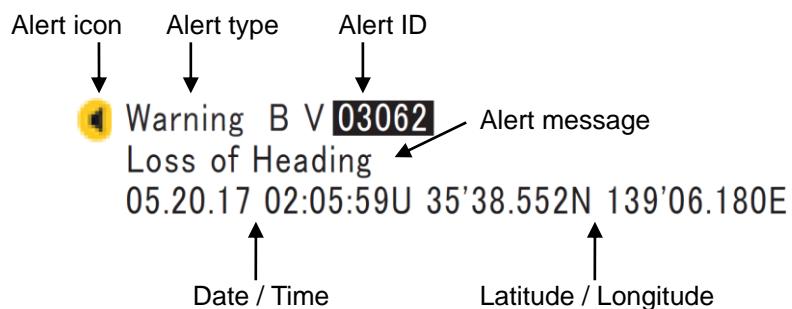 Alert icon Alert type Alert ID
Warning B V 03062
Alert message
Loss of Heading
05.20.17 02:05:59U 35'38.552N 139'06.180E
Date / Time Latitude / Longitude